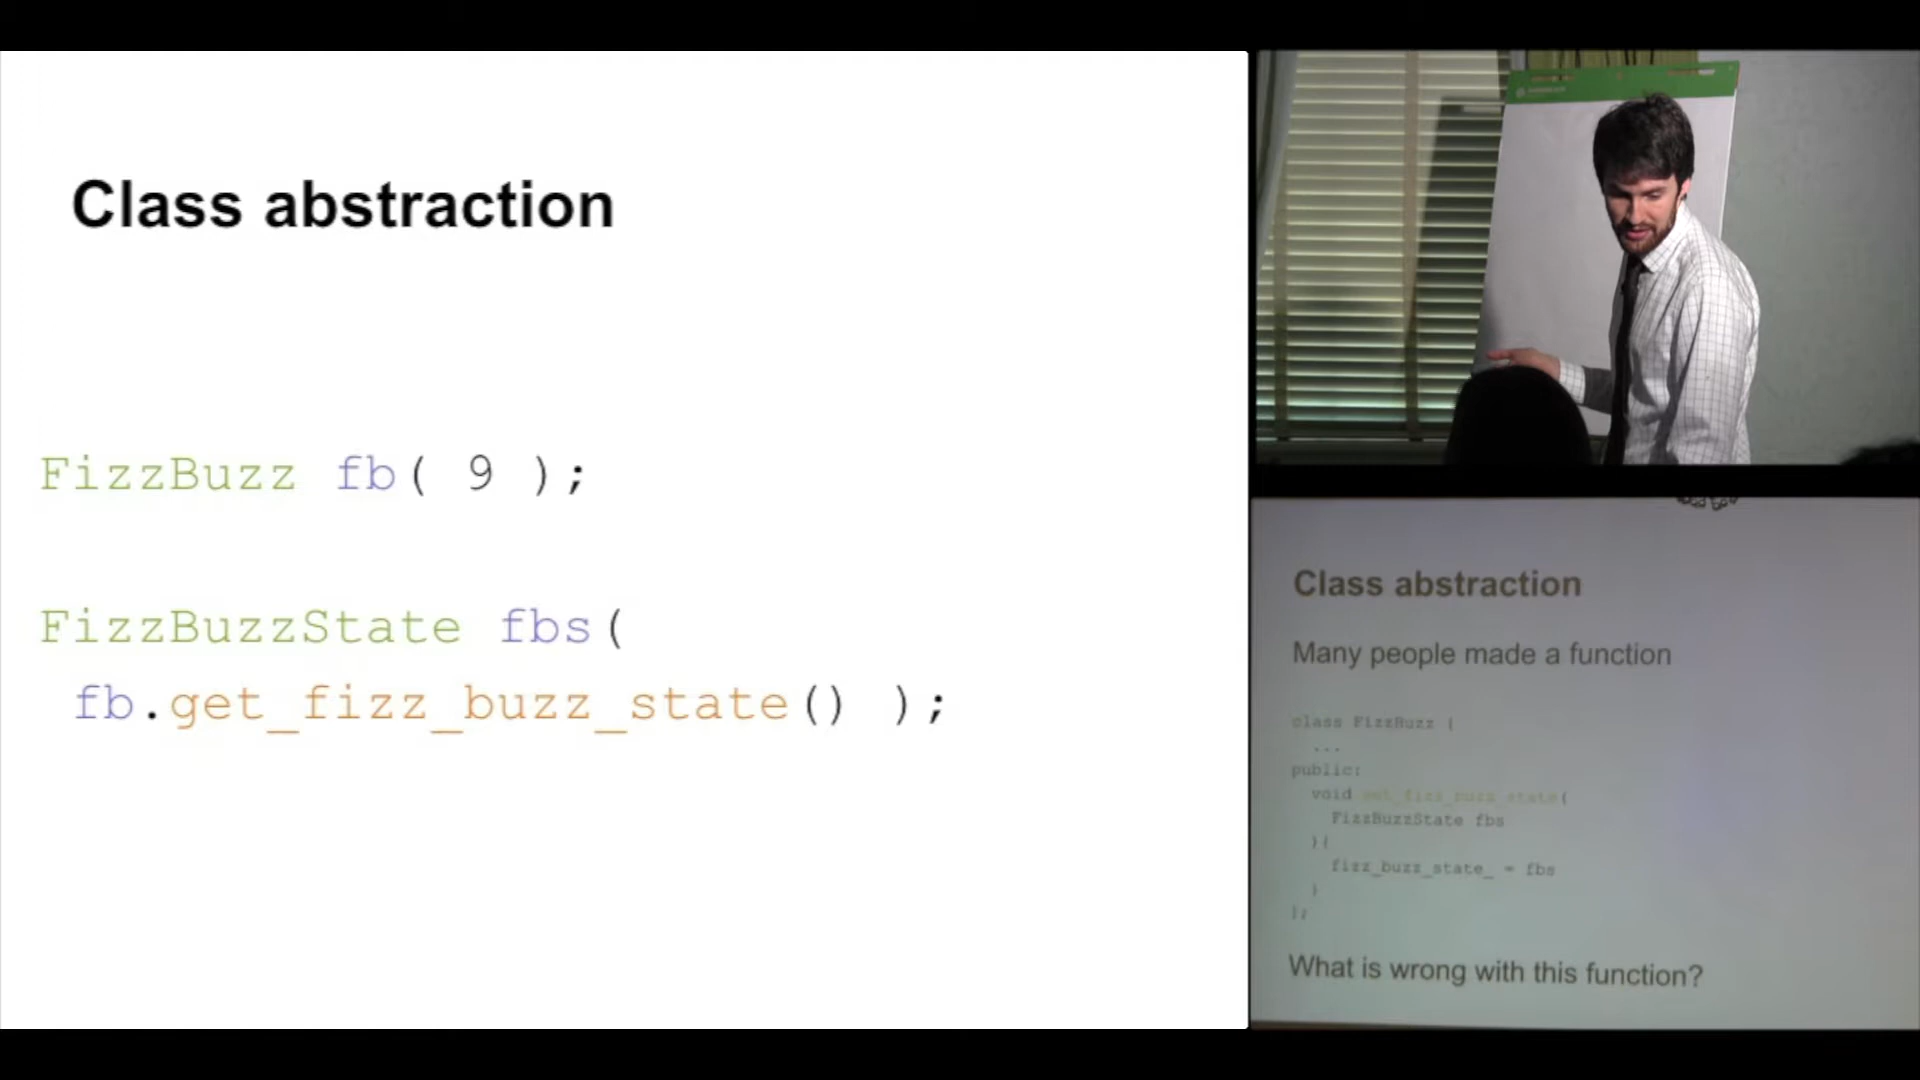 Class abstraction
FizzBuzz fb( 9 );
FizzBuzzState fbs(
fb.get_fizz_buzz_state() );
Class abstraction
Many people made a function
class FizzBuzz {
...
public:
void set_fizz_buzz_state(
FizzBuzzState fbs
){
fizz_buzz_state_ = fbs
}
};
What is wrong with this function?